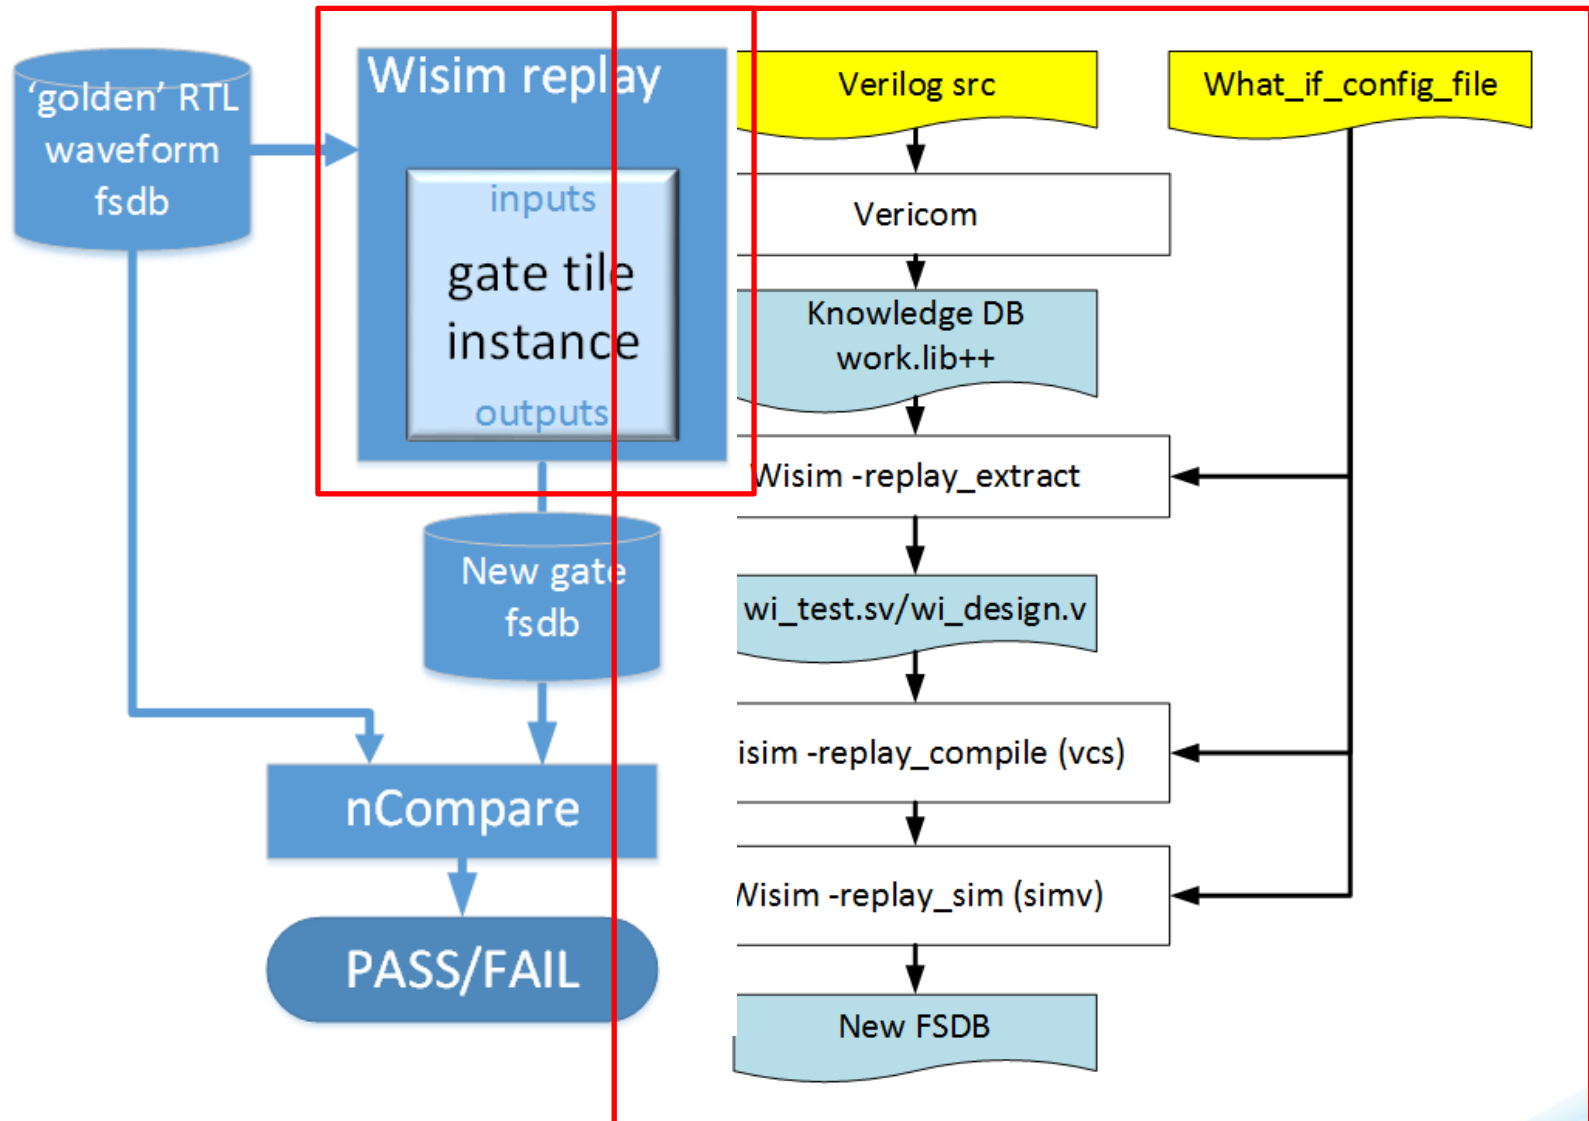 ‘golden’ RTL
waveform
fsdb
Wisim replay
inputs
gate tile
instance
outputs
New gate
fsdb
nCompare
PASS/FAIL
Verilog src
What_if_config_file
Vericom
Knowledge DB
work.lib++
Wisim -replay_extract
wi_test.sv/wi_design.v
isim -replay_compile (vcs)
Wisim -replay_sim (simv)
New FSDB